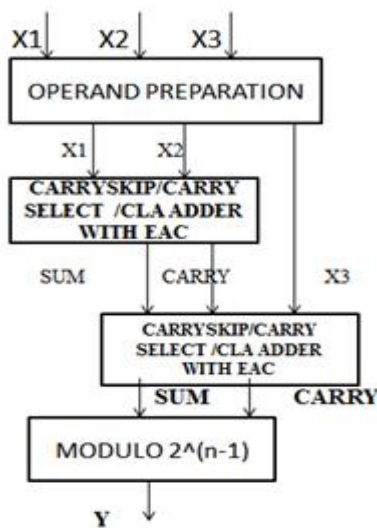 X1 X2 X3
OPERAND PREPARATION
X1 X2
CARRYSKIP/CARRY
SELECT /CLA ADDER
WITH EAC
SUM CARRY X3
CARRYSKIP/CARRY
SELECT /CLA ADDER
WITH EAC
SUM CARRY
MODULO 2^(n-1)
Y